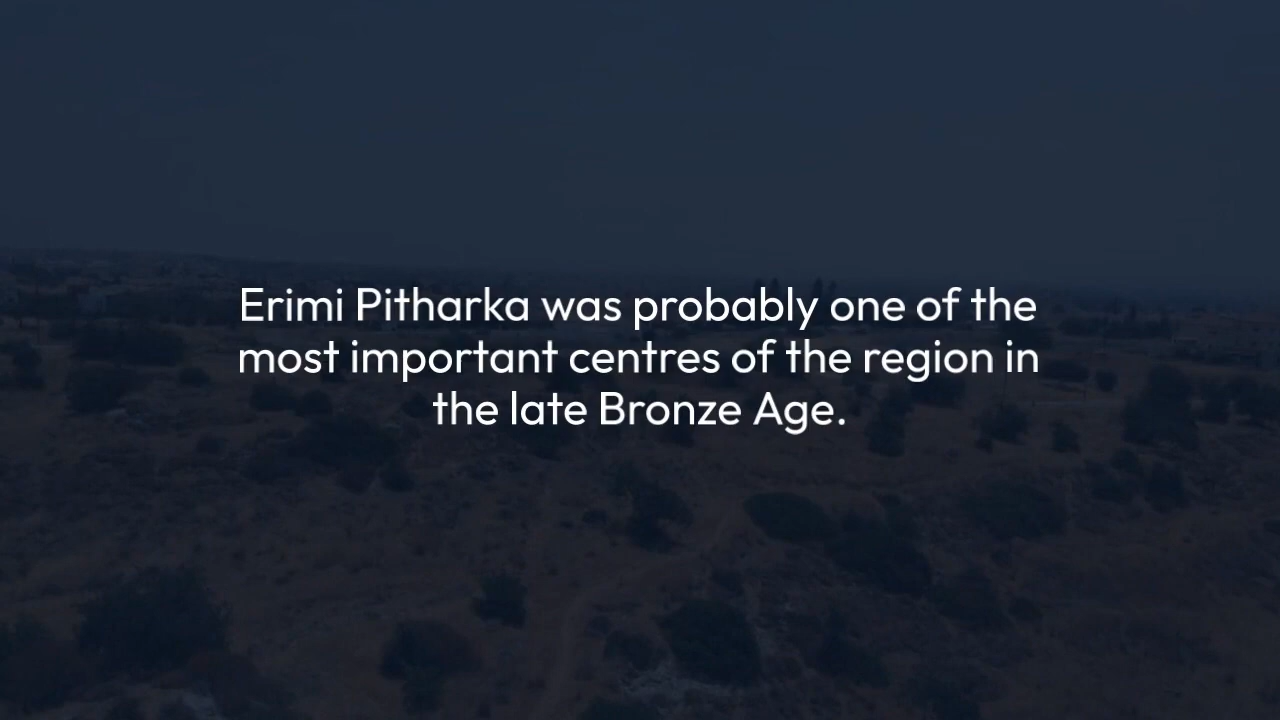 Erimi Pitharka was probably one of the
most important centres of the region in
the late Bronze Age.